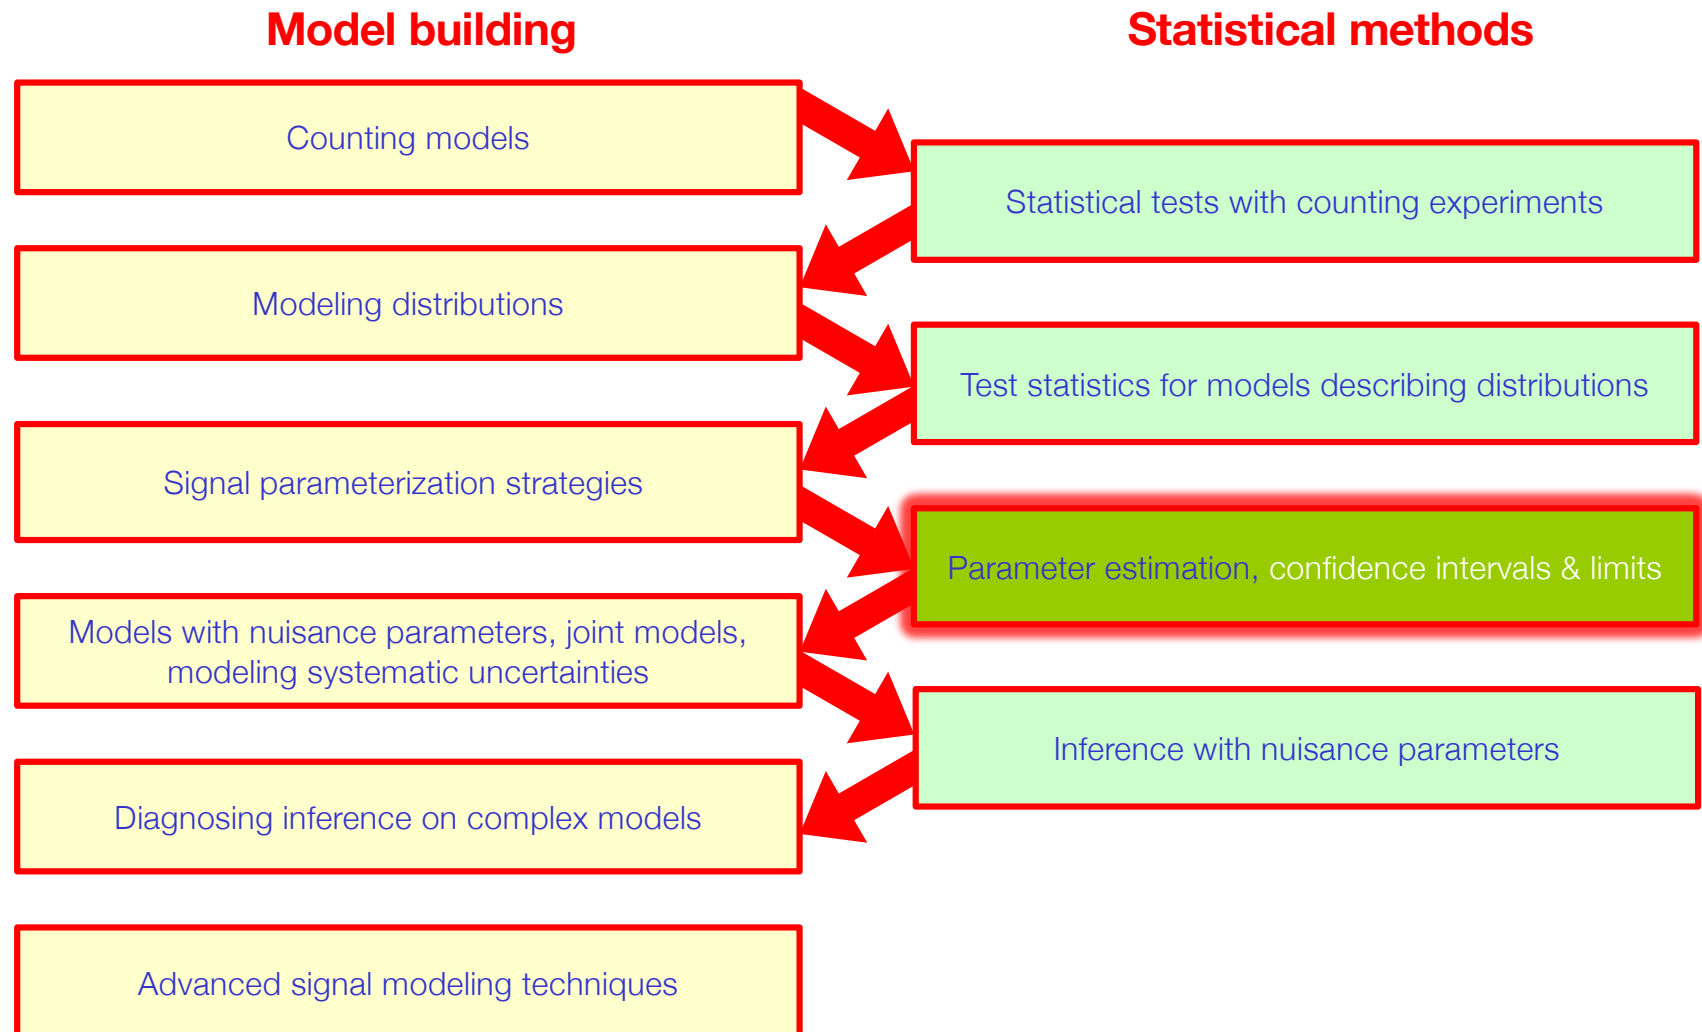 Model building
Statistical methods
Counting models
Statistical tests with counting experiments
Modeling distributions
Test statistics for models describing distributions
Signal parameterization strategies
Parameter estimation, confidence intervals & limits
Models with nuisance parameters, joint models,
modeling systematic uncertainties
Inference with nuisance parameters
Diagnosing inference on complex models
Advanced signal modeling techniques